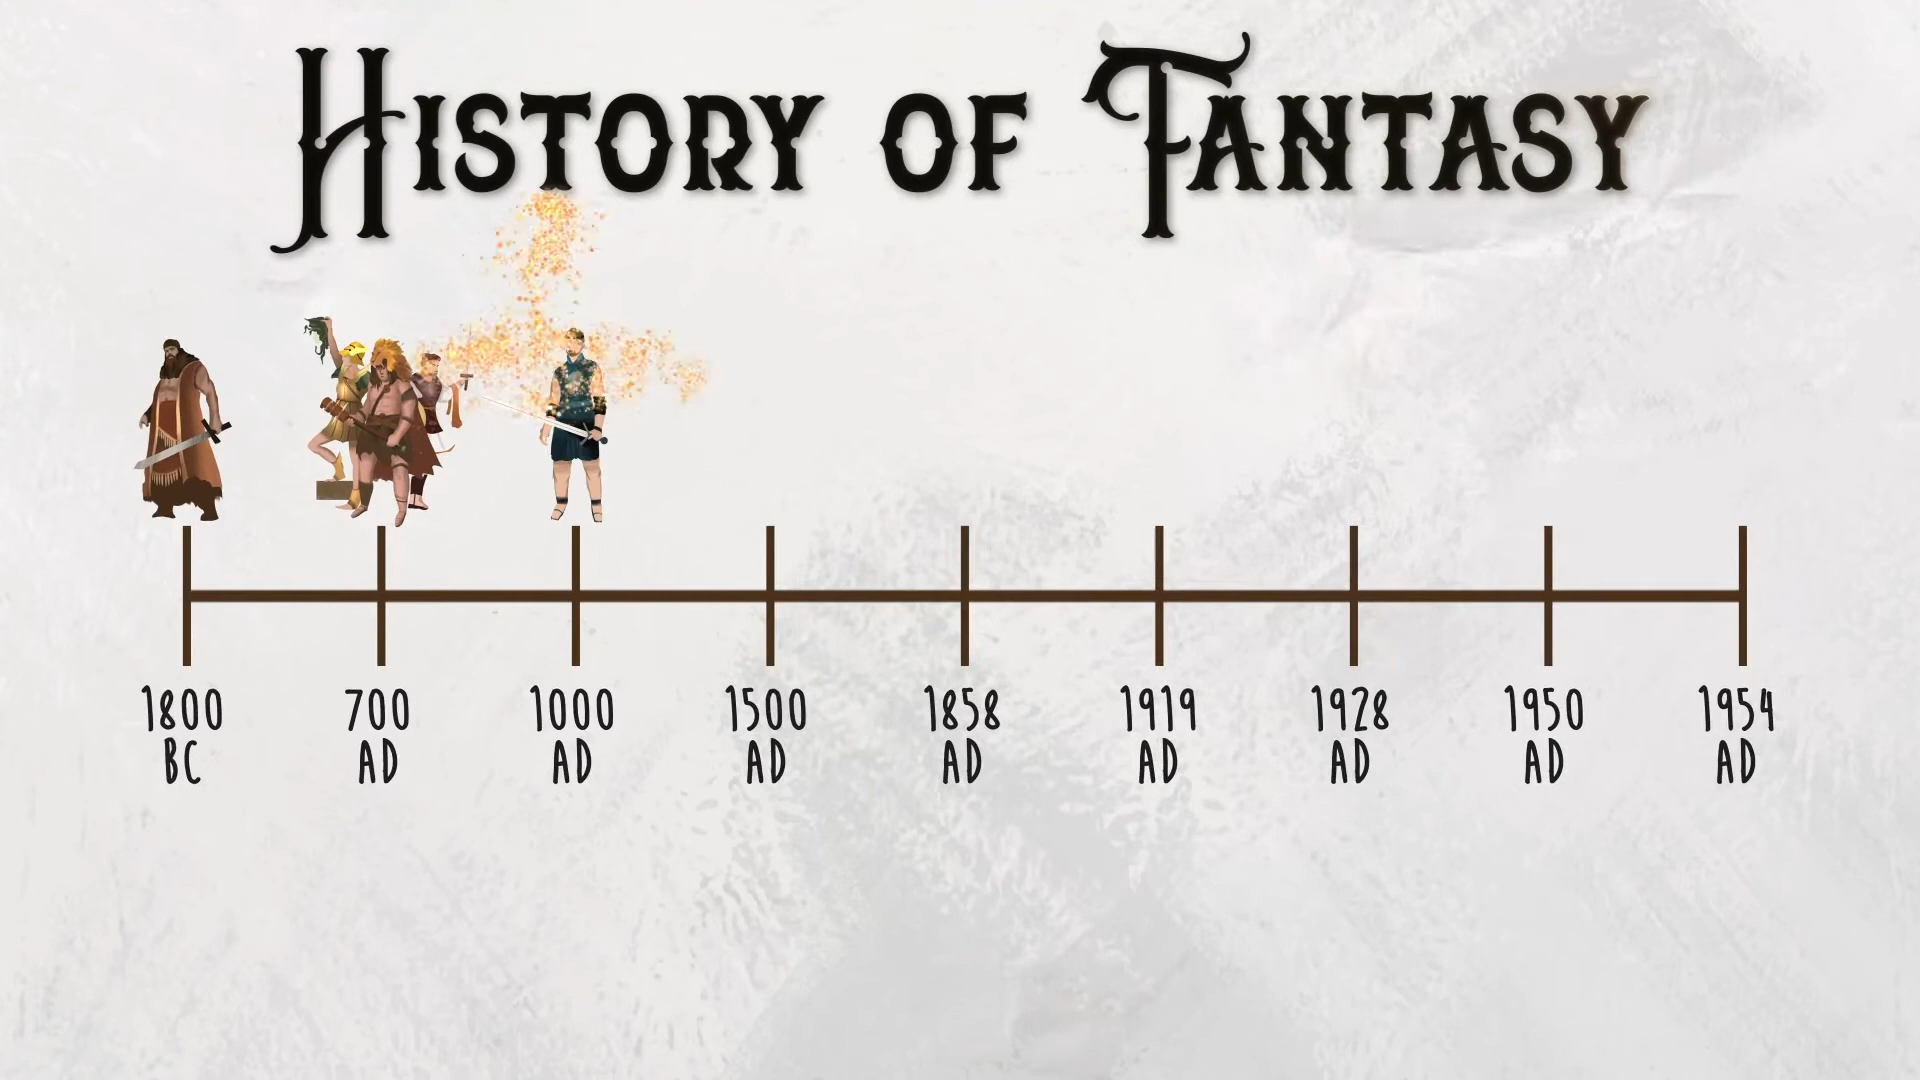 History of Fantasy
1800 BC
700 AD
1000 AD
1500 AD
1858 AD
1919 AD
1928 AD
1950 AD
1954 AD